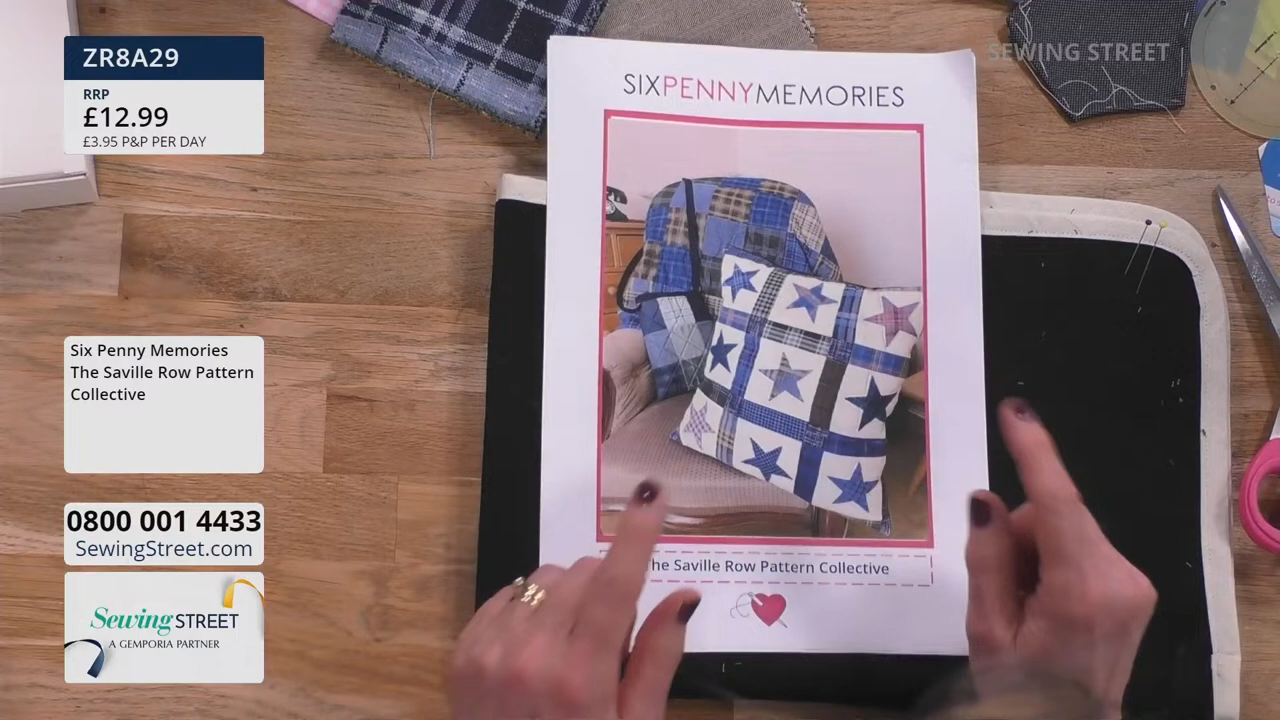 ZR8A29
RRP
£12.99
£3.95 P&P PER DAY
Six Penny Memories
The Saville Row Pattern
Collective
0800 001 4433
SewingStreet.com
Sewing STREET
A GEMPORIA PARTNER
SEWING STREET
SIXPENNYMEMORIES
The Saville Row Pattern Collective